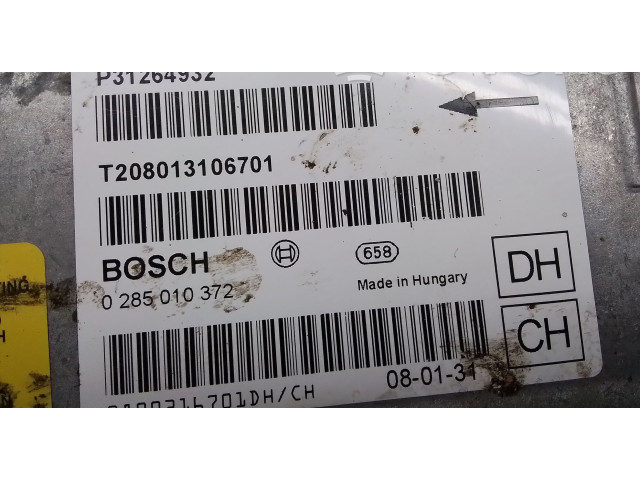 P31264932
T208013106701
BOSCH 658
0 285 010 372 Made in Hungary
DH
CH
08-01-31